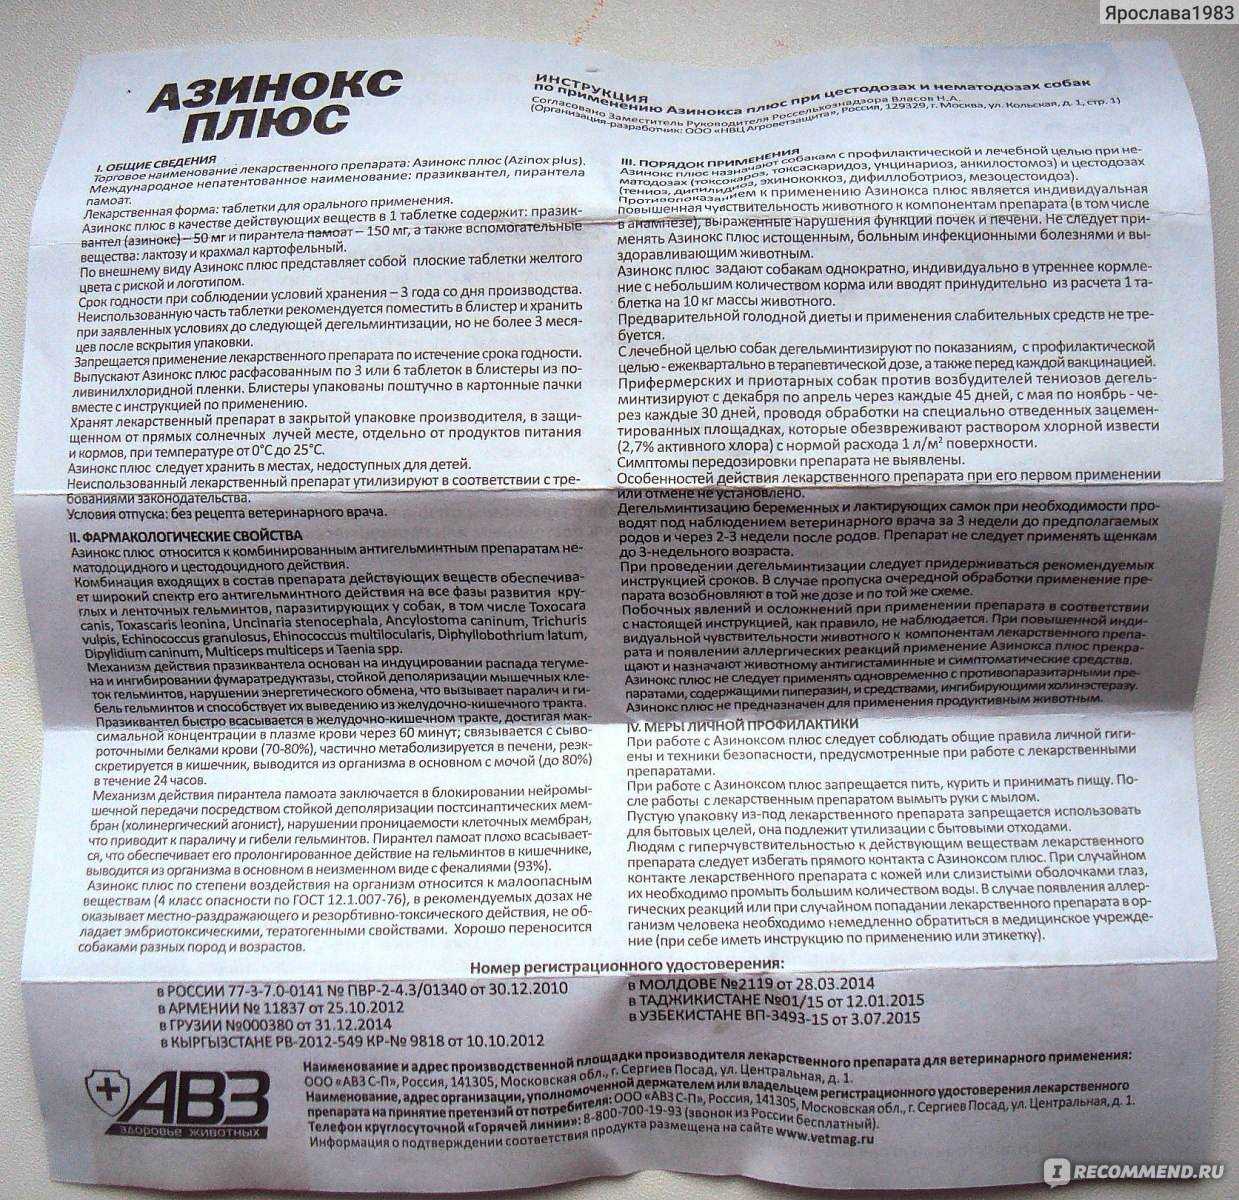 Ярослава1983
АЗИНОКС
ПЛЮС
ИНСТРУКЦИЯ
по применению Азинокса плюс при цестодозах и нематодозах собак
Согласовано Заместитель Руководителя Россельхознадзора Власов Н.А.
(Организация-разработчик: ООО «НВЦ Агроветзащита», Россия, 129329, г. Москва, ул. Кольская, д. 1, стр. 1)
I. ОБЩИЕ СВЕДЕНИЯ
Торговое наименование лекарственного препарата: Азинокс плюс (Azinox plus).
Международное непатентованное наименование: празиквантел, пирантела
памоат.
Лекарственная форма: таблетки для орального применения.
Азинокс плюс в качестве действующих веществ в 1 таблетке содержит: празик-
вантел (азинокс) – 50 мг и пирантела памоат – 150 мг, а также вспомогательные
вещества: лактозу и крахмал картофельный.
По внешнему виду Азинокс плюс представляет собой плоские таблетки желтого
цвета с риской и логотипом.
Срок годности при соблюдении условий хранения – 3 года со дня производства.
Неиспользованную часть таблетки рекомендуется поместить в блистер и хранить
при заявленных условиях до следующей дегельминтизации, но не более 3 меся-
цев после вскрытия упаковки.
Запрещается применение лекарственного препарата по истечение срока годности.
Выпускают Азинокс плюс расфасованным по 3 или 6 таблеток в блистеры из по-
ливинилхлоридной пленки. Блистеры упакованы поштучно в картонные пачки
вместе с инструкцией по применению.
Хранят лекарственный препарат в закрытой упаковке производителя, в защи-
щенном от прямых солнечных лучей месте, отдельно от продуктов питания
и кормов, при температуре от 0°С до 25°С.
Азинокс плюс следует хранить в местах, недоступных для детей.
Неиспользованный лекарственный препарат утилизируют в соответствии с тре-
бованиями законодательства.
Условия отпуска: без рецепта ветеринарного врача.
II. ФАРМАКОЛОГИЧЕСКИЕ СВОЙСТВА
Азинокс плюс относится к комбинированным антигельминтным препаратам не-
матодоцидного и цестодоцидного действия.
Комбинация входящих в состав препарата действующих веществ обеспечива-
ет широкий спектр его антигельминтного действия на все фазы развития кру-
глых и ленточных гельминтов, паразитирующих у собак, в том числе Toxocara
canis, Toxascaris leonina, Uncinaria stenocephala, Ancylostoma caninum, Trichuris
vulpis, Echinococcus granulosus, Ehinococcus multilocularis, Diphyllobothrium latum,
Dipylidium caninum, Multiceps multiceps и Taenia spp.
Механизм действия празиквантела основан на индуцировании распада тегуме-
на и ингибировании фумаратредуктазы, стойкой деполяризации мышечных кле-
ток гельминтов, нарушении энергетического обмена, что вызывает паралич и ги-
бель гельминтов и способствует их выведению из желудочно-кишечного тракта.
Празиквантел быстро всасывается в желудочно-кишечном тракте, достигая мак-
симальной концентрации в плазме крови через 60 минут; связывается с сыво-
роточными белками крови (70-80%), частично метаболизируется в печени, реэк-
скретируется в кишечник, выводится из организма в основном с мочой (до 80%)
в течение 24 часов.
Механизм действия пирантела памоата заключается в блокировании нейромы-
шечной передачи посредством стойкой деполяризации постсинаптических мем-
бран (холинергический агонист), нарушении проницаемости клеточных мембран,
что приводит к параличу и гибели гельминтов. Пирантел памоат плохо всасывает-
ся, что обеспечивает его пролонгированное действие на гельминтов в кишечнике,
выводится из организма в основном в неизменном виде с фекалиями (93%).
Азинокс плюс по степени воздействия на организм относится к малоопасным
веществам (4 класс опасности по ГОСТ 12.1.007-76), в рекомендуемых дозах не
оказывает местно-раздражающего и резорбтивно-токсического действия, не об-
ладает эмбриотоксическими, тератогенными свойствами. Хорошо переносится
собаками разных пород и возрастов.
III. ПОРЯДОК ПРИМЕНЕНИЯ
Азинокс плюс назначают собакам с профилактической и лечебной целью при не-
матодозах (токсокароз, токсаскаридоз, унцинариоз, анкилостомоз) и цестодозах
(тениоз, дипилидиоз, эхинококкоз, дифиллоботриоз, мезоцестоидоз).
Противопоказанием к применению Азинокса плюс является индивидуальная
повышенная чувствительность животного к компонентам препарата (в том числе
в анамнезе), выраженные нарушения функции почек и печени. Не следует при-
менять Азинокс плюс истощенным, больным инфекционными болезнями и вы-
здоравливающим животным.
Азинокс плюс задают собакам однократно, индивидуально в утреннее кормле-
ние с небольшим количеством корма или вводят принудительно из расчета 1 та-
блетка на 10 кг массы животного.
Предварительной голодной диеты и применения слабительных средств не тре-
буется.
С лечебной целью собак дегельминтизируют по показаниям, с профилактической
целью - ежеквартально в терапевтической дозе, а также перед каждой вакцинацией.
Прифермерских и приотарных собак против возбудителей тениозов дегель-
минтизируют с декабря по апрель через каждые 45 дней, с мая по ноябрь - че-
рез каждые 30 дней, проводя обработки на специально отведенных зацемен-
тированных площадках, которые обезвреживают раствором хлорной извести
(2,7% активного хлора) с нормой расхода 1 л/м² поверхности.
Симптомы передозировки препарата не выявлены.
Особенностей действия лекарственного препарата при его первом применении
или отмене не установлено.
Дегельминтизацию беременных и лактирующих самок при необходимости про-
водят под наблюдением ветеринарного врача за 3 недели до предполагаемых
родов и через 2-3 недели после родов. Препарат не следует применять щенкам
до 3-недельного возраста.
При проведении дегельминтизации следует придерживаться рекомендуемых
инструкцией сроков. В случае пропуска очередной обработки применение пре-
парата возобновляют в той же дозе и по той же схеме.
Побочных явлений и осложнений при применении препарата в соответствии
с настоящей инструкцией, как правило, не наблюдается. При повышенной инди-
видуальной чувствительности животного к компонентам лекарственного препа-
рата и появлении аллергических реакций применение Азинокса плюс прекра-
щают и назначают животному антигистаминные и симптоматические средства.
Азинокс плюс не следует применять одновременно с противопаразитарными пре-
паратами, содержащими пиперазин, и средствами, ингибирующими холинэстеразу.
Азинокс плюс не предназначен для применения продуктивным животным.
IV. МЕРЫ ЛИЧНОЙ ПРОФИЛАКТИКИ
При работе с Азиноксом плюс следует соблюдать общие правила личной гиги-
ены и техники безопасности, предусмотренные при работе с лекарственными
препаратами.
При работе с Азиноксом плюс запрещается пить, курить и принимать пищу. По-
сле работы с лекарственным препаратом вымыть руки с мылом.
Пустую упаковку из-под лекарственного препарата запрещается использовать
для бытовых целей, она подлежит утилизации с бытовыми отходами.
Людям с гиперчувствительностью к действующим веществам лекарственного
препарата следует избегать прямого контакта с Азиноксом плюс. При случайном
контакте лекарственного препарата с кожей или слизистыми оболочками глаз,
их необходимо промыть большим количеством воды. В случае появления аллер-
гических реакций или при случайном попадании лекарственного препарата в ор-
ганизм человека необходимо немедленно обратиться в медицинское учрежде-
ние (при себе иметь инструкцию по применению или этикетку).
Номер регистрационного удостоверения:
в РОССИИ 77-3-7.0-0141 № ПВР-2-4.3/01340 от 30.12.2010
в АРМЕНИИ № 11837 от 25.10.2012
в ГРУЗИИ №000380 от 31.12.2014
в КЫРГЫЗСТАНЕ РВ-2012-549 КР-№ 9818 от 10.10.2012
в МОЛДОВЕ №2119 от 28.03.2014
в ТАДЖИКИСТАНЕ №01/15 от 12.01.2015
в УЗБЕКИСТАНЕ ВП-3493-15 от 3.07.2015
АВЗ
здоровье животных
Наименование и адрес производственной площадки производителя лекарственного препарата для ветеринарного применения:
ООО «АВЗ С-П», Россия, 141305, Московская обл., г. Сергиев Посад, ул. Центральная, д. 1.
Наименование, адрес организации, уполномоченной держателем или владельцем регистрационного удостоверения лекарственного
препарата на принятие претензий от потребителя: ООО «АВЗ С-П», Россия, 141305, Московская обл., г. Сергиев Посад, ул. Центральная, д. 1.
Телефон круглосуточной «Горячей линии»: 8-800-700-19-93 (звонок из России бесплатный).
Информация о подтверждении соответствия продукта размещена на сайте www.vetmag.ru
IRECOMMEND.RU